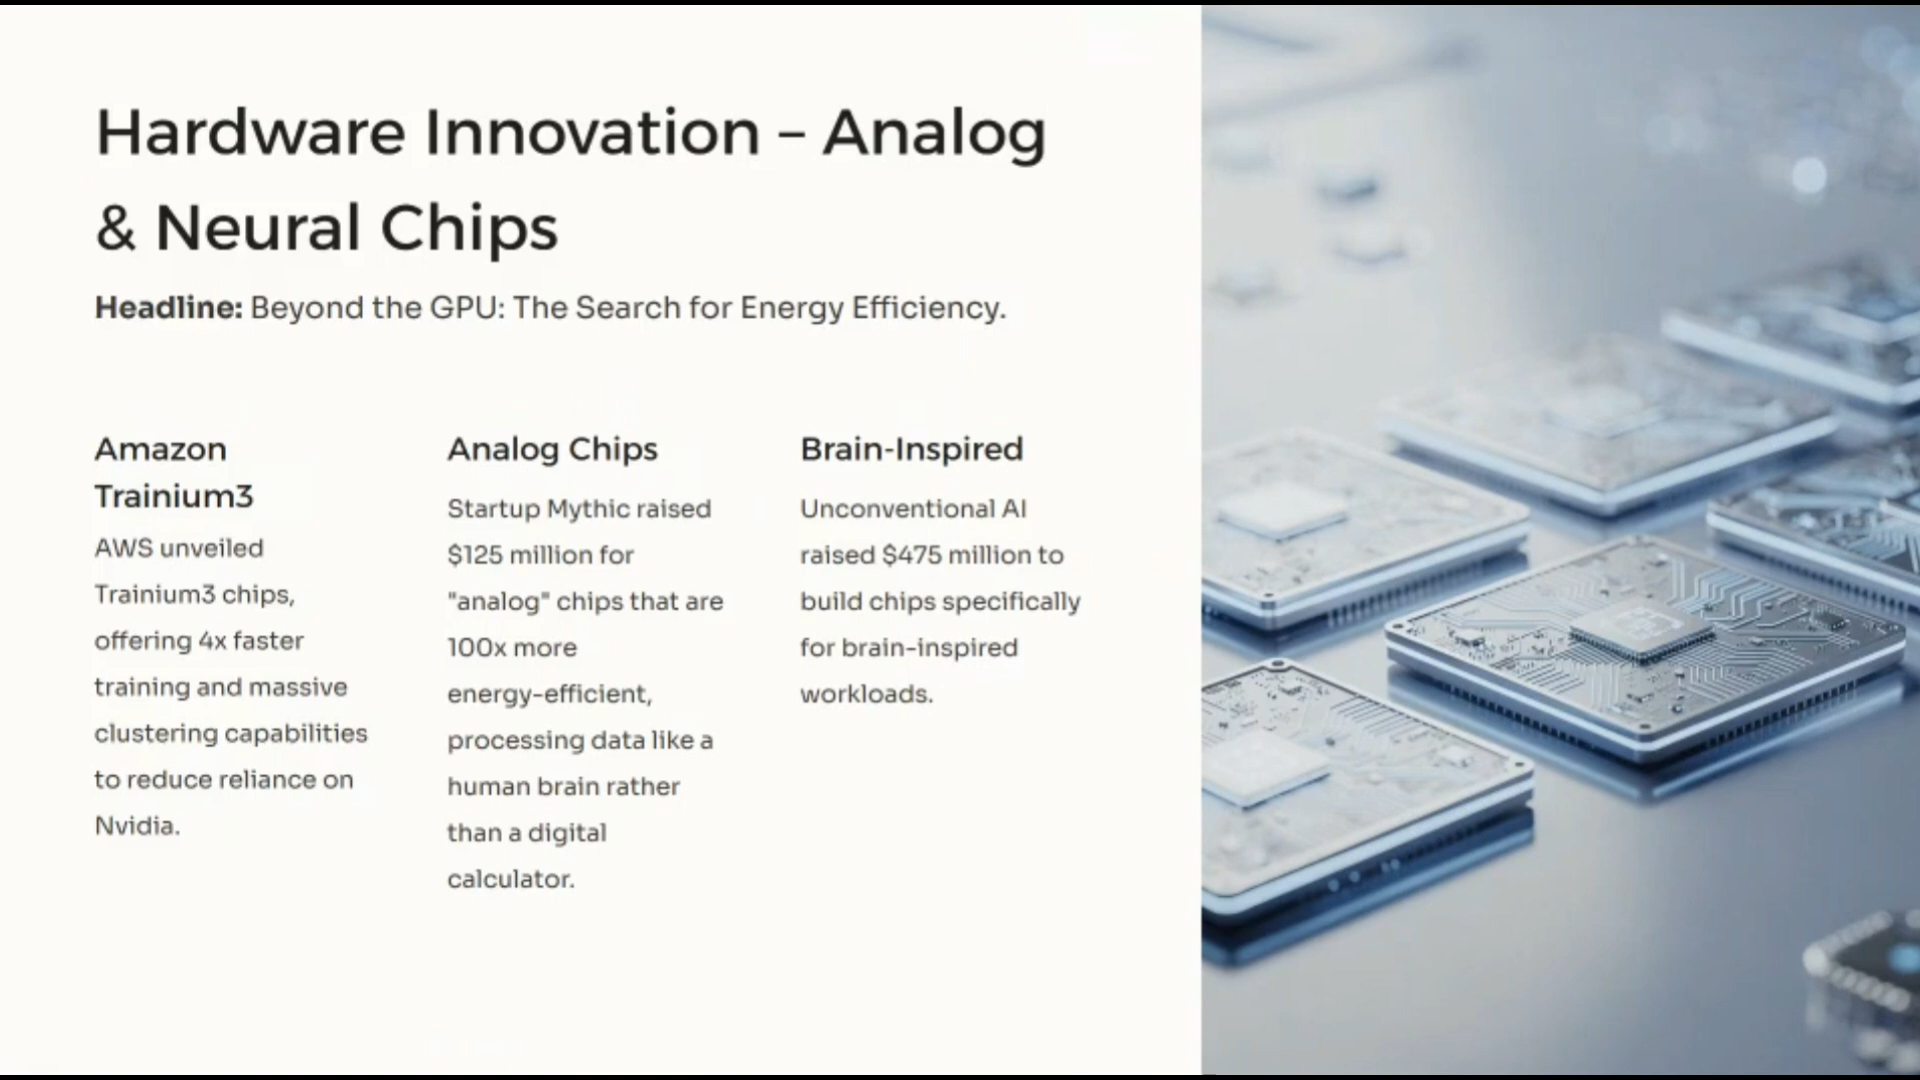 Hardware Innovation – Analog
& Neural Chips
Headline: Beyond the GPU: The Search for Energy Efficiency.
Amazon
Trainium3
AWS unveiled
Trainium3 chips,
offering 4x faster
training and massive
clustering capabilities
to reduce reliance on
Nvidia.
Analog Chips
Startup Mythic raised
$125 million for
"analog" chips that are
100x more
energy-efficient,
processing data like a
human brain rather
than a digital
calculator.
Brain-Inspired
Unconventional AI
raised $475 million to
build chips specifically
for brain-inspired
workloads.